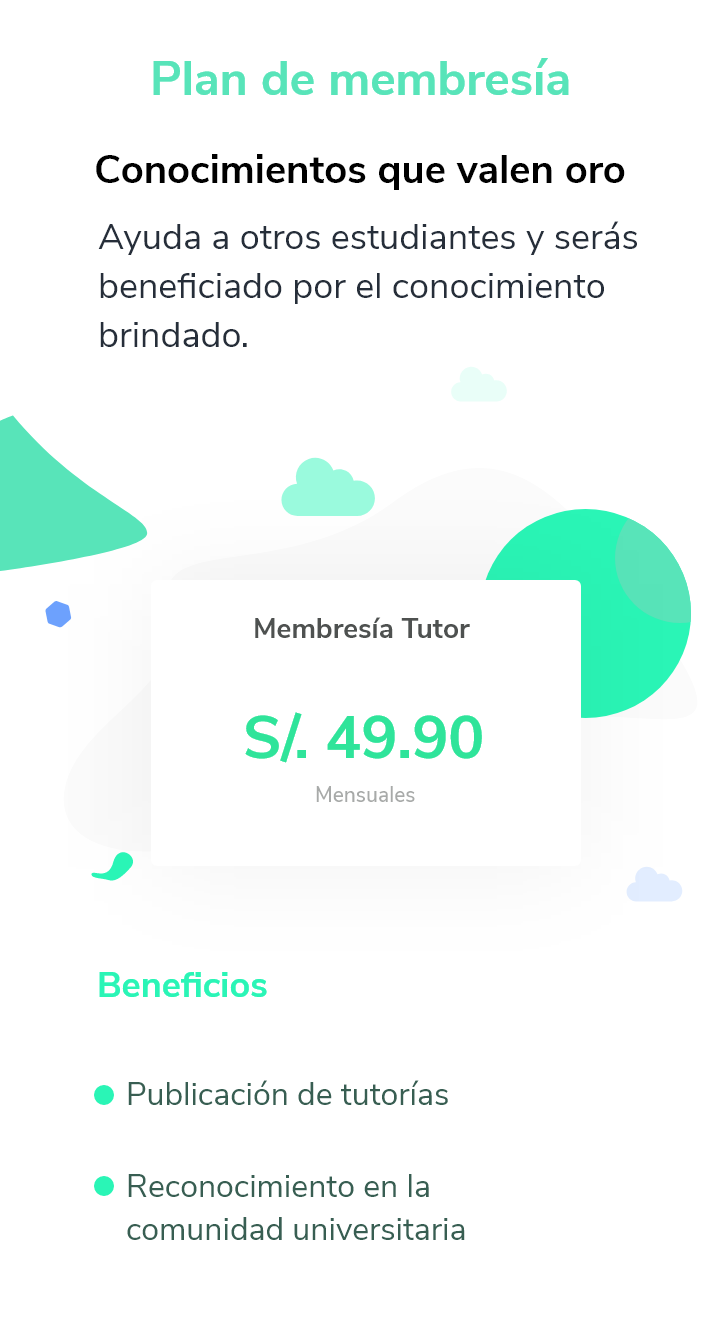 Plan de membresía
Conocimientos que valen oro
Ayuda a otros estudiantes y serás
beneficiado por el conocimiento
brindado.
Membresía Tutor
S/. 49.90
Mensuales
Beneficios
Publicación de tutorías
Reconocimiento en la
comunidad universitaria